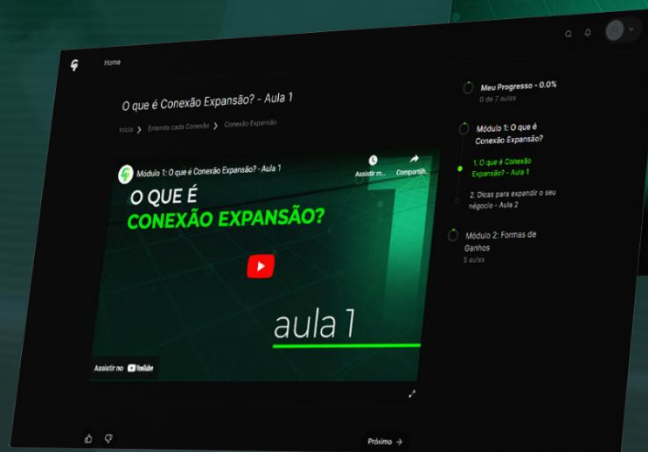 Home
O que é Conexão Expansão? - Aula 1
Início > Entenda cada Conexão > Conexão Expansão
Módulo 1: O que é Conexão Expansão? - Aula 1
Assistir m...
Compartilh...
O QUE É
CONEXÃO EXPANSÃO?
aula 1
Assistir no YouTube
Próximo →
Meu Progresso - 0.0%
0 de 7 aulas
Módulo 1: O que é
Conexão Expansão?
1. O que é Conexão
Expansão? - Aula 1
2. Dicas para expandir o seu
négocio - Aula 2
Módulo 2: Formas de
Ganhos
5 aulas